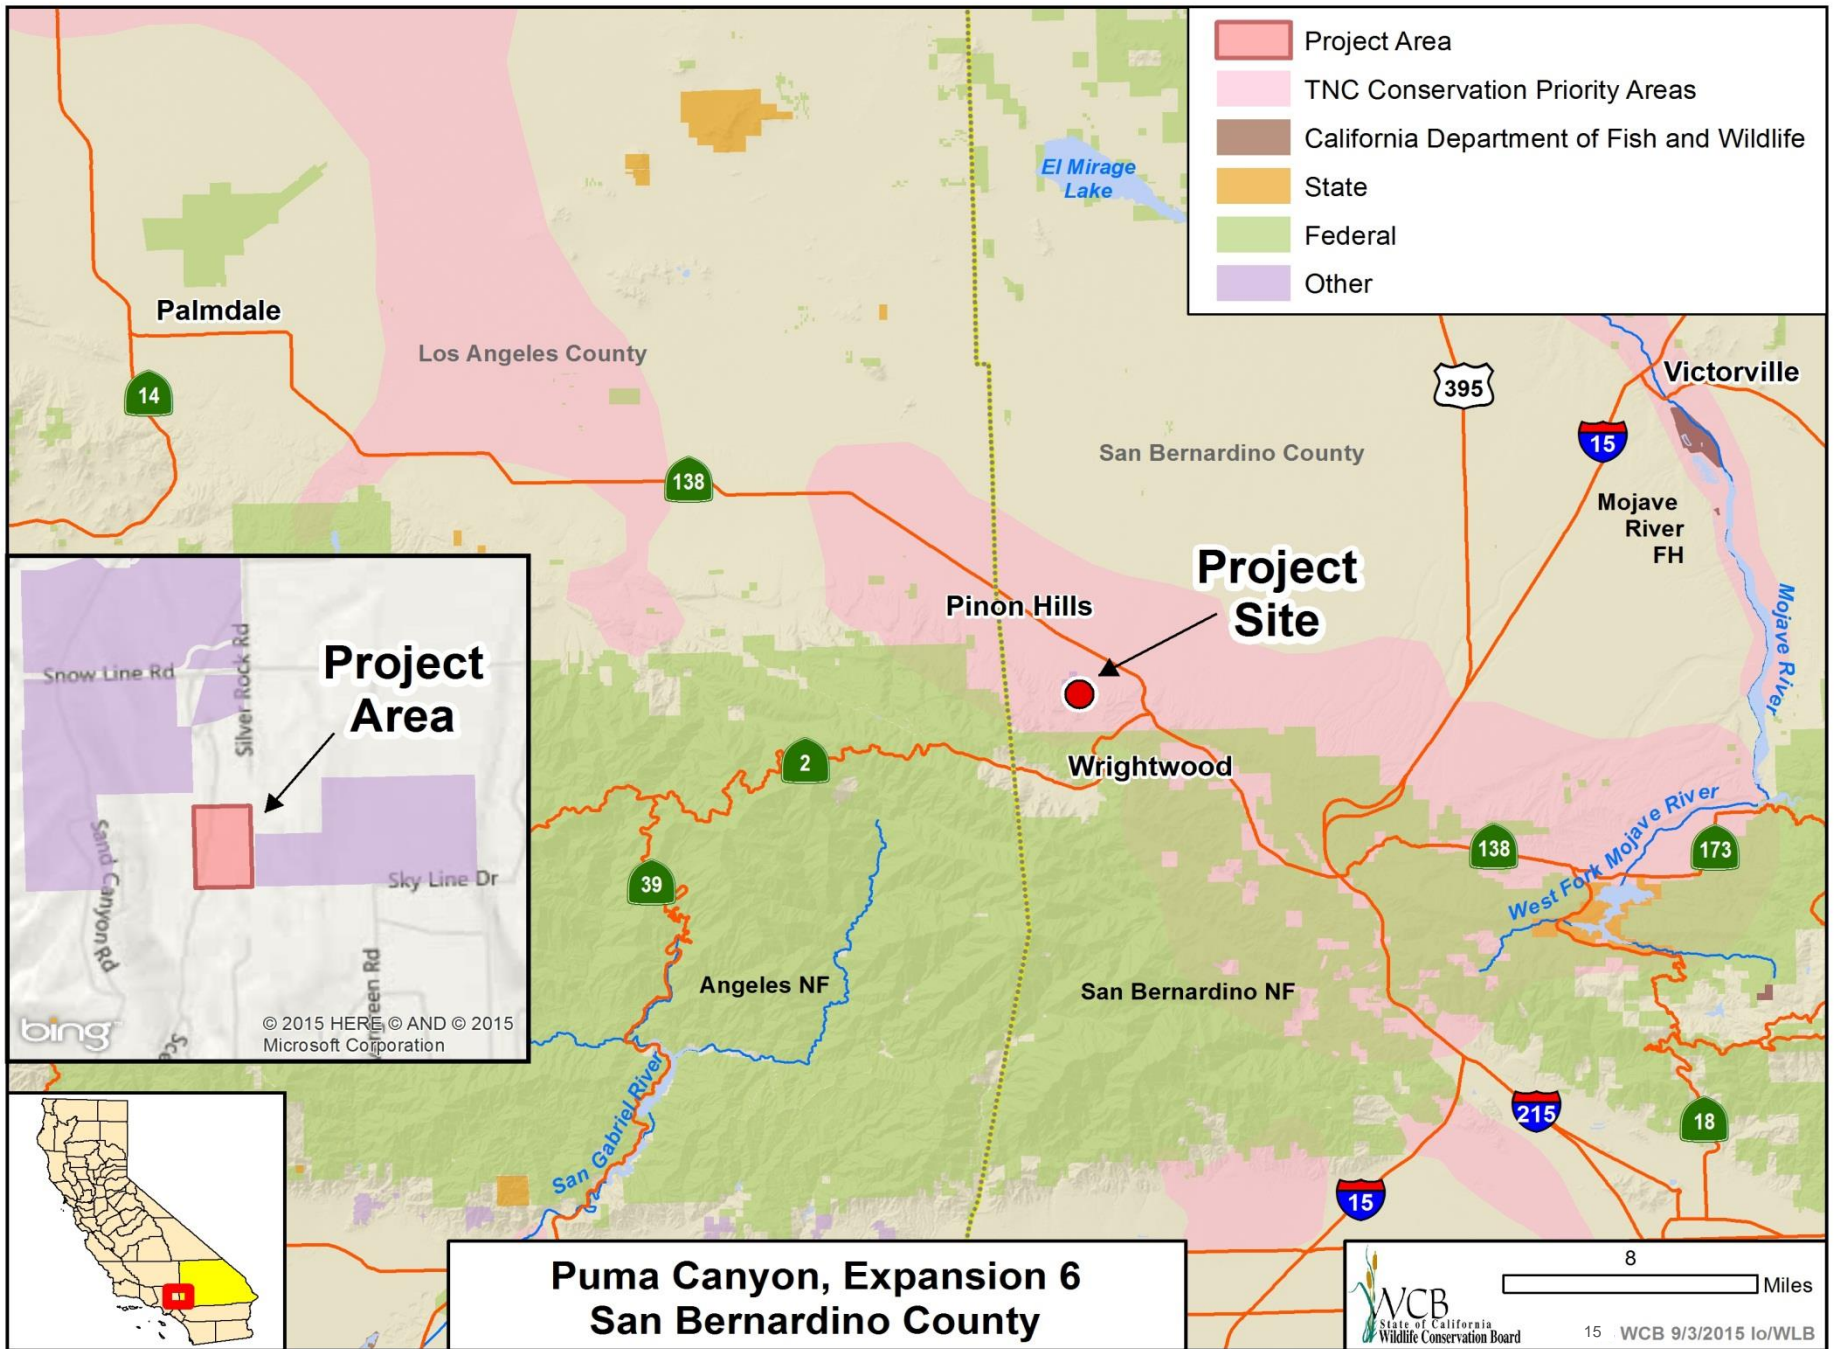 Project Area
TNC Conservation Priority Areas
California Department of Fish and Wildlife
State
Federal
Other
El Mirage
Lake
Palmdale
Los Angeles County
14
138
San Bernardino County
395
15
Victorville
Mojave
River
FH
Mojave River
Pinon Hills
Project
Site
2
Wrightwood
39
Angeles NF
San Bernardino NF
138
173
West Fork Mojave River
San Gabriel River
215
18
15
Snow Line Rd
Silver Rock Rd
Project
Area
Sand Canyon Rd
Sky Line Dr
bing
© 2015 HERE © AND © 2015
Microsoft Corporation
Puma Canyon, Expansion 6
San Bernardino County
8
Miles
WCB
State of California
Wildlife Conservation Board
15
WCB 9/3/2015 lo/WLB